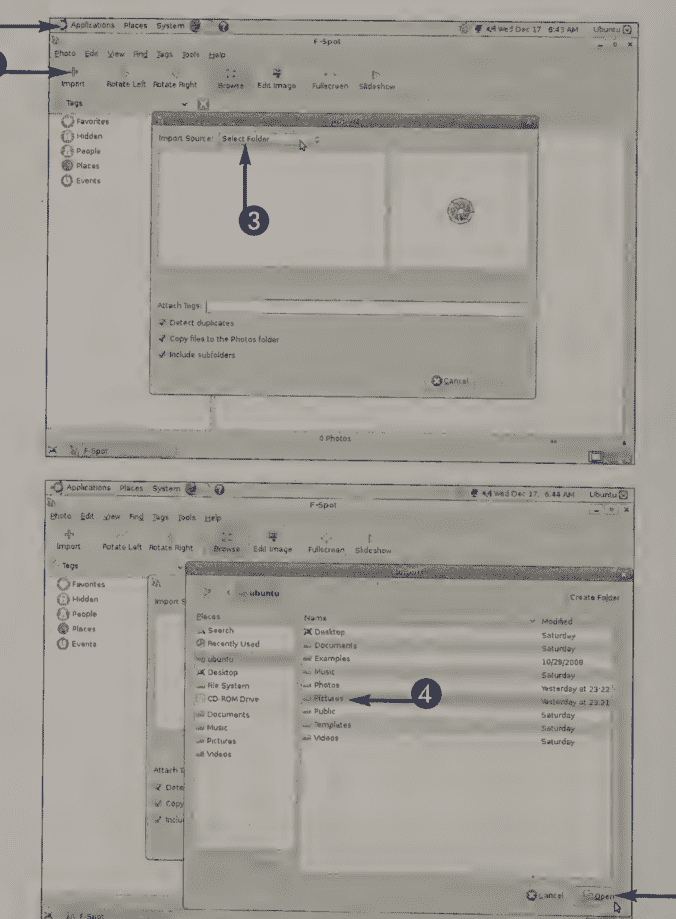 Applications Places System
Wed Dec 17, 6:43 AM Ubuntu
F-Spot
Photo Edit View Find Tags Tools Help
Import Rotate Left Rotate Right Browse Edit Image Fullscreen Slideshow
Tags
Favorites
Hidden
People
Places
Events
Import Source: Select Folder
3
Attach Tags:
Detect duplicates
Copy files to the Photos folder
Include subfolders
Cancel
0 Photos
F-Spot
Applications Places System
Wed Dec 17, 6:44 AM Ubuntu
F-Spot
Photo Edit View Find Tags Tools Help
Import Rotate Left Rotate Right Browse Edit Image Fullscreen Slideshow
Tags
Favorites
Hidden
People
Places
Events
Import S
Attach T
Dete
Copy
Inclu
ubuntu
Create Folder
Places
Search
Recently Used
ubuntu
Desktop
File System
CD-ROM Drive
Documents
Music
Pictures
Videos
Name Modified
Desktop Saturday
Documents Saturday
Examples 10/29/2008
Music Saturday
Photos Yesterday at 23:22
Pictures Yesterday at 23:21
Public Saturday
Templates Saturday
Videos Saturday
4
Cancel Open
F-Spot